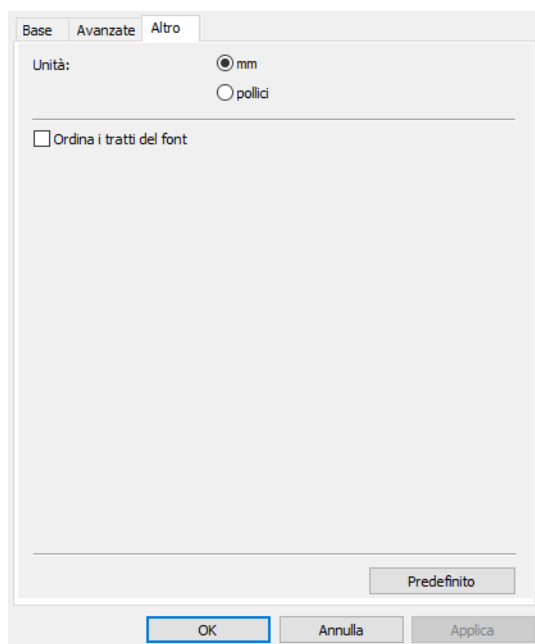 Base Avanzate Altro
Unità: mm
pollici
Ordina i tratti del font
Predefinito
OK Annulla Applica